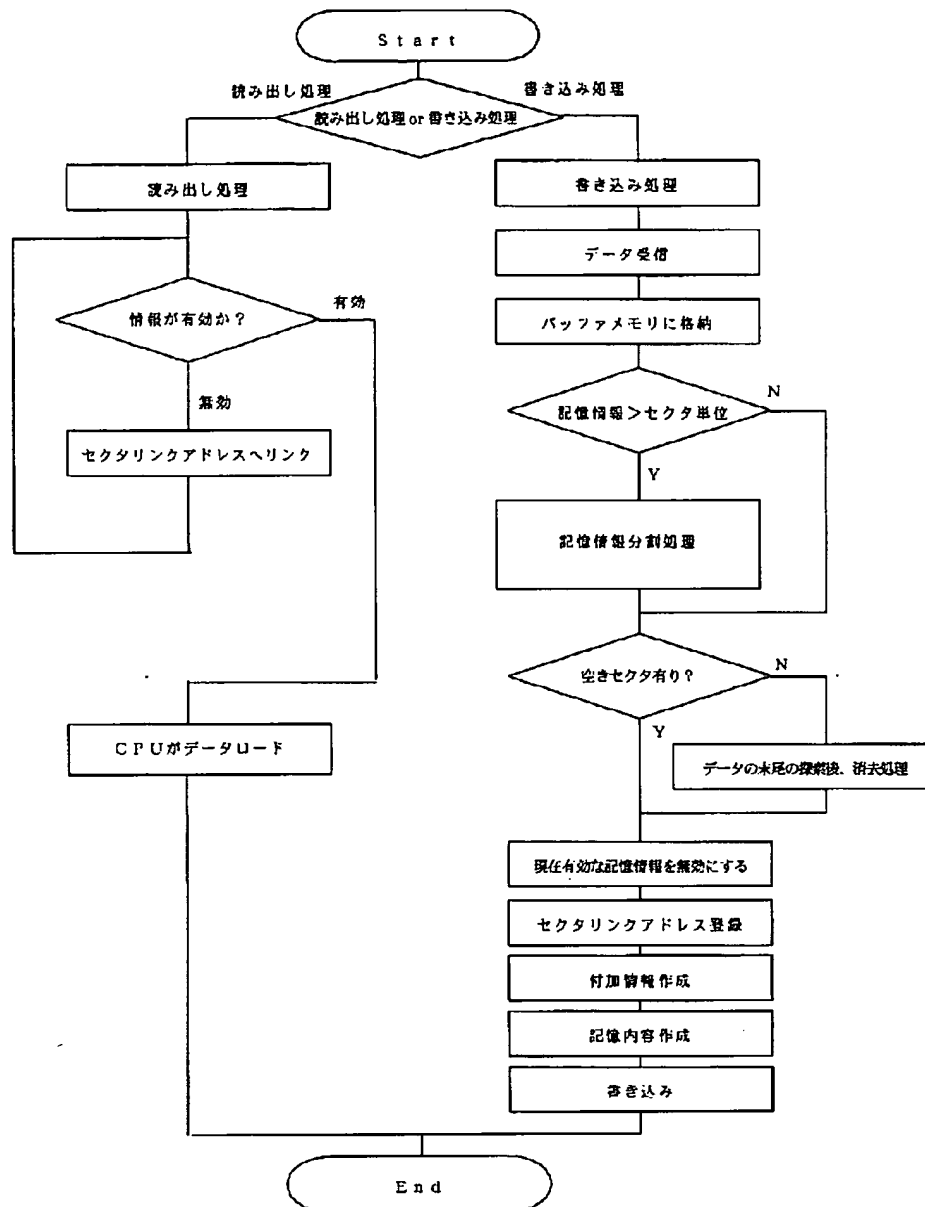 Start
読み出し処理
書き込み処理
読み出し処理or書き込み処理
読み出し処理
書き込み処理
データ受信
情報が有効か？
有効
バッファメモリに格納
無効
記憶情報＞セクタ単位
N
セクタリンクアドレスへリンク
Y
記憶情報分割処理
空きセクタ有り？
N
CPUがデータロード
Y
データの末尾の探索後、消去処理
現在有効な記憶情報を無効にする
セクタリンクアドレス登録
付加情報作成
記憶内容作成
書き込み
End